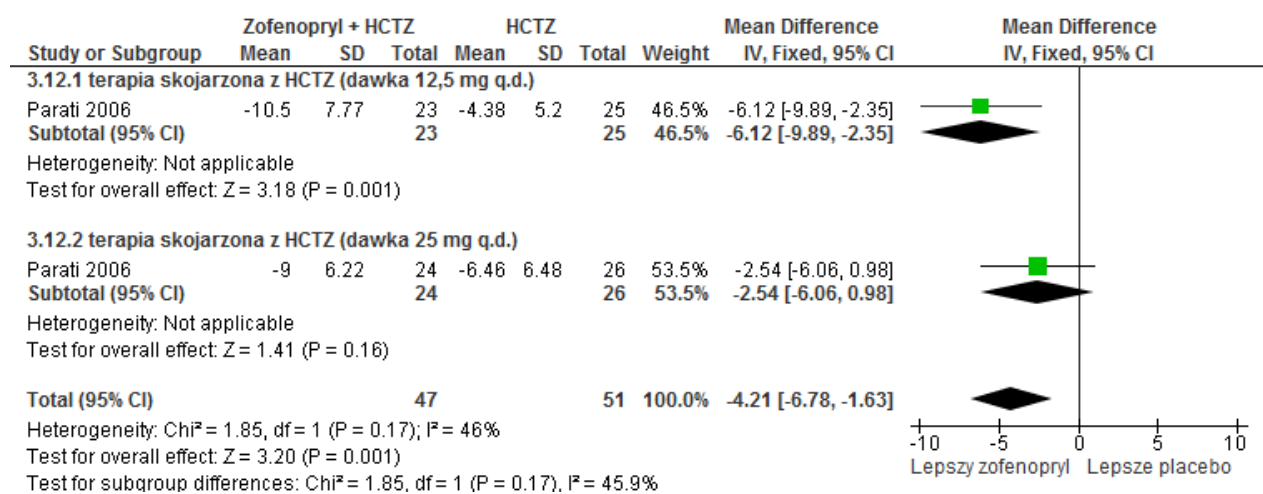 Zofenopryl + HCTZ HCTZ Mean Difference Mean Difference
Study or Subgroup Mean SD Total Mean SD Total Weight IV, Fixed, 95% CI IV, Fixed, 95% CI
3.12.1 terapia skojarzona z HCTZ (dawka 12,5 mg q.d.)
Parati 2006 -10.5 7.77 23 -4.38 5.2 25 46.5% -6.12 [-9.89, -2.35]
Subtotal (95% CI) 23 25 46.5% -6.12 [-9.89, -2.35]
Heterogeneity: Not applicable
Test for overall effect: Z = 3.18 (P = 0.001)
3.12.2 terapia skojarzona z HCTZ (dawka 25 mg q.d.)
Parati 2006 -9 6.22 24 -6.46 6.48 26 53.5% -2.54 [-6.06, 0.98]
Subtotal (95% CI) 24 26 53.5% -2.54 [-6.06, 0.98]
Heterogeneity: Not applicable
Test for overall effect: Z = 1.41 (P = 0.16)
Total (95% CI) 47 51 100.0% -4.21 [-6.78, -1.63]
Heterogeneity: Chi² = 1.85, df = 1 (P = 0.17); I² = 46%
Test for overall effect: Z = 3.20 (P = 0.001)
Test for subgroup differences: Chi² = 1.85, df = 1 (P = 0.17), I² = 45.9%
-10 -5 0 5 10
Lepszy zofenopryl Lepsze placebo